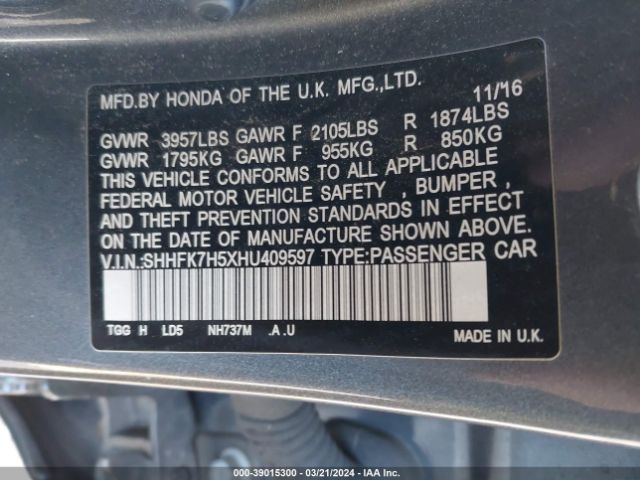 MFD.BY HONDA OF THE U.K. MFG.,LTD. 11/16
GVWR 3957LBS GAWR F 2105LBS R 1874LBS
GVWR 1795KG GAWR F 955KG R 850KG
THIS VEHICLE CONFORMS TO ALL APPLICABLE
FEDERAL MOTOR VEHICLE SAFETY , BUMPER ,
AND THEFT PREVENTION STANDARDS IN EFFECT
ON THE DATE OF MANUFACTURE SHOWN ABOVE.
V.I.N.:SHHFK7H5XHU409597 TYPE:PASSENGER CAR
TGG H LD5 NH737M .A .U MADE IN U.K.
000-39015300 - 03/21/2024 - IAA Inc.